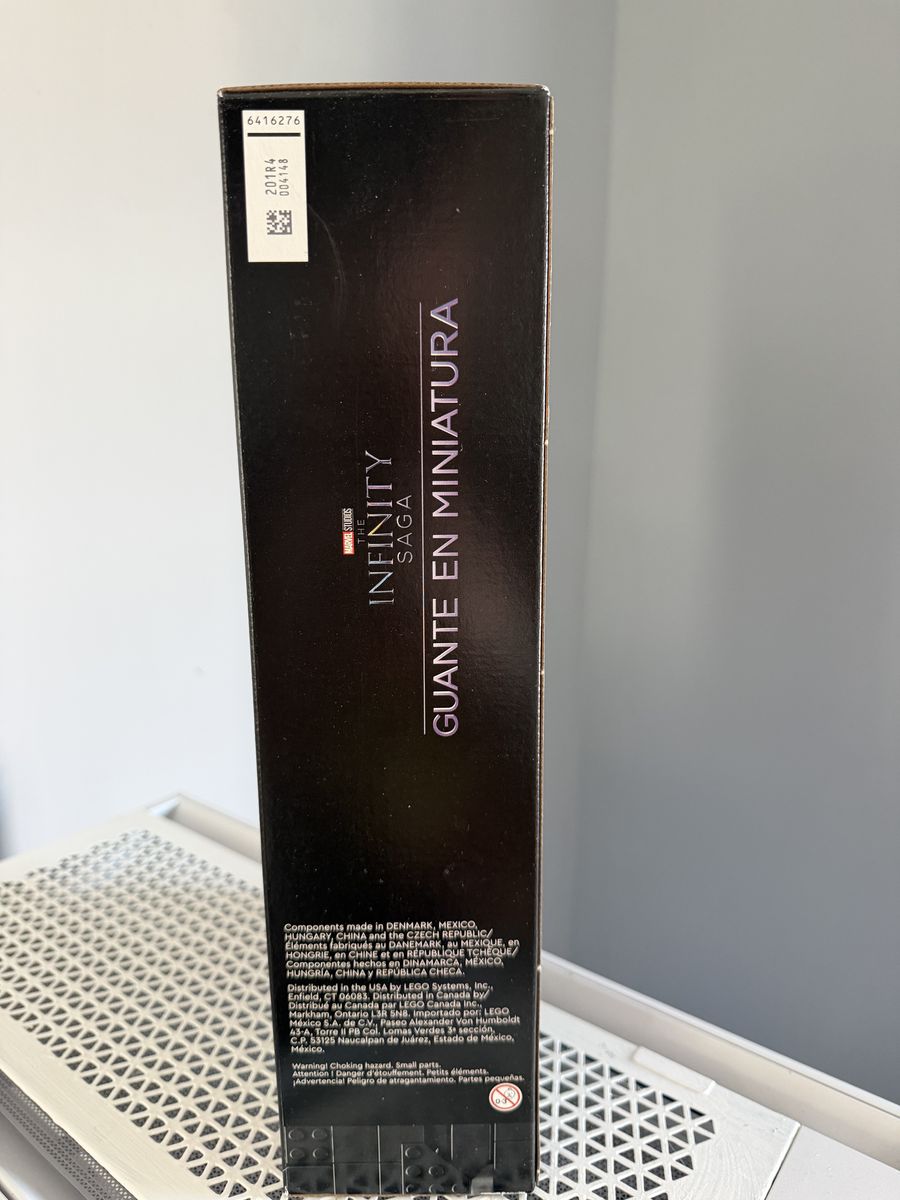 6416276
201R4
004148
MARVEL STUDIOS
THE
INFINITY
SAGA
GUANTE EN MINIATURA
Components made in DENMARK, MEXICO,
HUNGARY, CHINA and the CZECH REPUBLIC/
Éléments fabriqués au DANEMARK, au MEXIQUE, en
HONGRIE, en CHINE et en RÉPUBLIQUE TCHÈQUE/
Componentes hechos en DINAMARCA, MÉXICO,
HUNGRÍA, CHINA y REPÚBLICA CHECA.
Distributed in the USA by LEGO Systems, Inc.,
Enfield, CT 06083. Distributed in Canada by/
Distribué au Canada par LEGO Canada Inc.,
Markham, Ontario L3R 5N8. Importado por: LEGO
México S.A. de C.V., Paseo Alexander Von Humboldt
43-A, Torre II PB Col. Lomas Verdes 3ª sección,
C.P. 53125 Naucalpan de Juárez, Estado de México,
México.
Warning! Choking hazard. Small parts.
Attention ! Danger d'étouffement. Petits éléments.
¡Advertencia! Peligro de atragantamiento. Partes pequeñas.
0-3